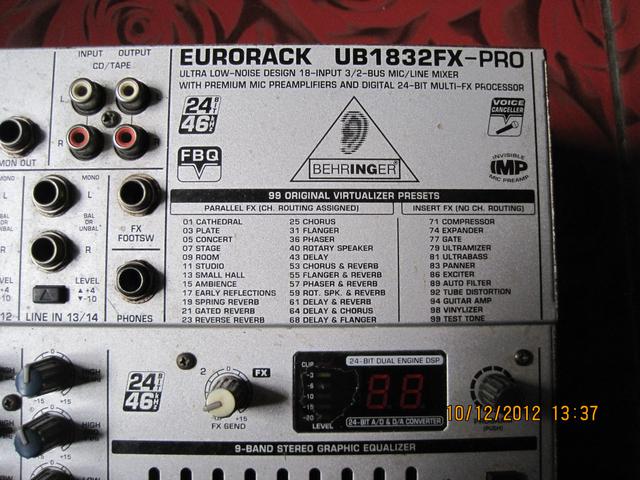 INPUT OUTPUT
CD/TAPE
L
R
MON OUT
EURORACK UB1832FX-PRO
ULTRA LOW-NOISE DESIGN 18-INPUT 3/2-BUS MIC/LINE MIXER
WITH PREMIUM MIC PREAMPLIFIERS AND DIGITAL 24-BIT MULTI-FX PROCESSOR
24 BIT
46 kHz
FBQ
BEHRINGER
VOICE
CANCELLER
INVISIBLE
IMP
MIC PREAMP
99 ORIGINAL VIRTUALIZER PRESETS
PARALLEL FX (CH. ROUTING ASSIGNED)
INSERT FX (NO CH. ROUTING)
01 CATHEDRAL
03 PLATE
05 CONCERT
07 STAGE
09 ROOM
11 STUDIO
13 SMALL HALL
15 AMBIENCE
17 EARLY REFLECTIONS
19 SPRING REVERB
21 GATED REVERB
23 REVERSE REVERB
25 CHORUS
31 FLANGER
36 PHASER
40 ROTARY SPEAKER
43 DELAY
53 CHORUS & REVERB
55 FLANGER & REVERB
57 PHASER & REVERB
59 ROT. SPK. & REVERB
61 DELAY & REVERB
64 DELAY & CHORUS
68 DELAY & FLANGER
71 COMPRESSOR
74 EXPANDER
77 GATE
79 ULTRAMIZER
81 ULTRABASS
83 PANNER
86 EXCITER
89 AUTO FILTER
92 TUBE DISTORTION
94 GUITAR AMP
98 VINYLIZER
99 TEST TONE
L MONO
BAL
OR
UNBAL
R
LEVEL
+4
-10
LINE IN 13/14
FX
FOOTSW
PHONES
24 BIT
46 kHz
FX
FX SEND
24-BIT DUAL ENGINE DSP
CLIP
LEVEL
88
24-BIT A/D & D/A CONVERTER
(PUSH)
9-BAND STEREO GRAPHIC EQUALIZER
10/12/2012 13:37